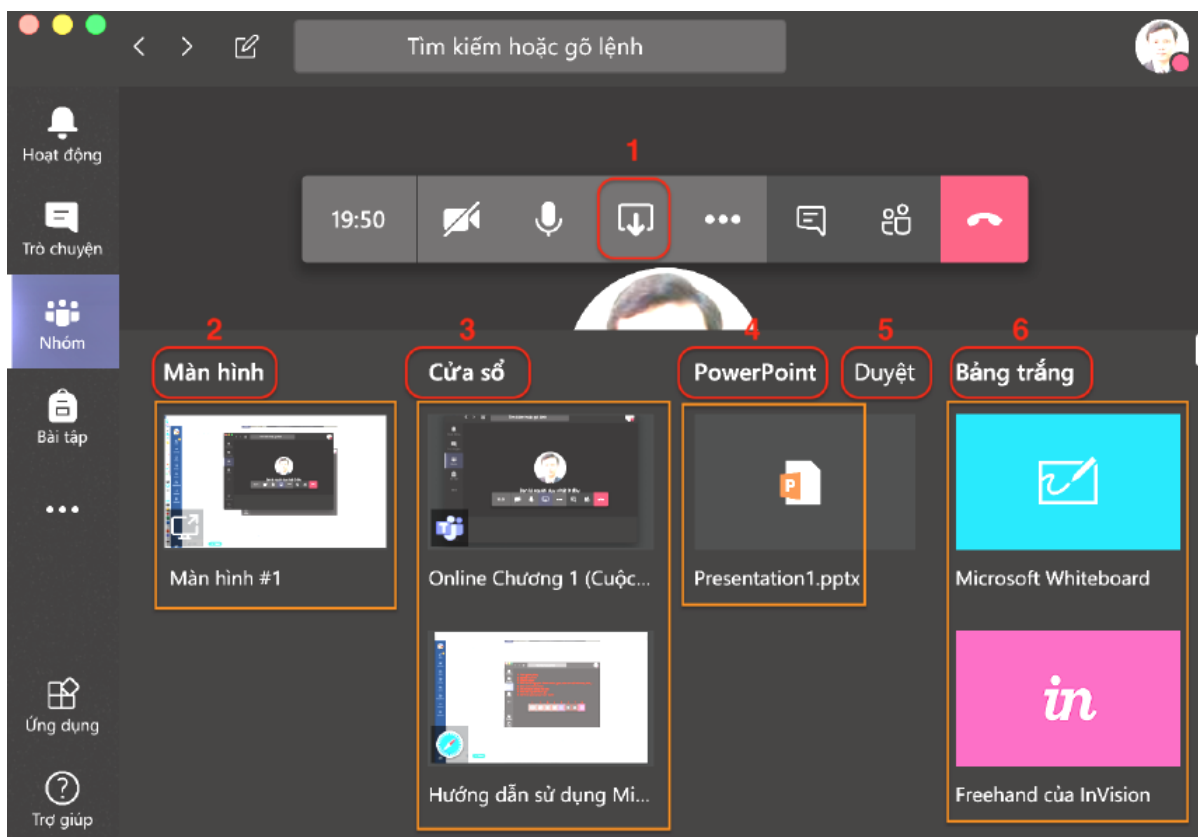 Tìm kiếm hoặc gõ lệnh
Hoạt động
Trò chuyện
Nhóm
Bài tập
Ứng dụng
Trợ giúp
1
19:50
2 3 4 5 6
Màn hình Cửa sổ PowerPoint Duyệt Bảng trắng
P
Màn hình #1 Online Chương 1 (Cuộc... Presentation1.pptx Microsoft Whiteboard
in
Hướng dẫn sử dụng Mi... Freehand của InVision